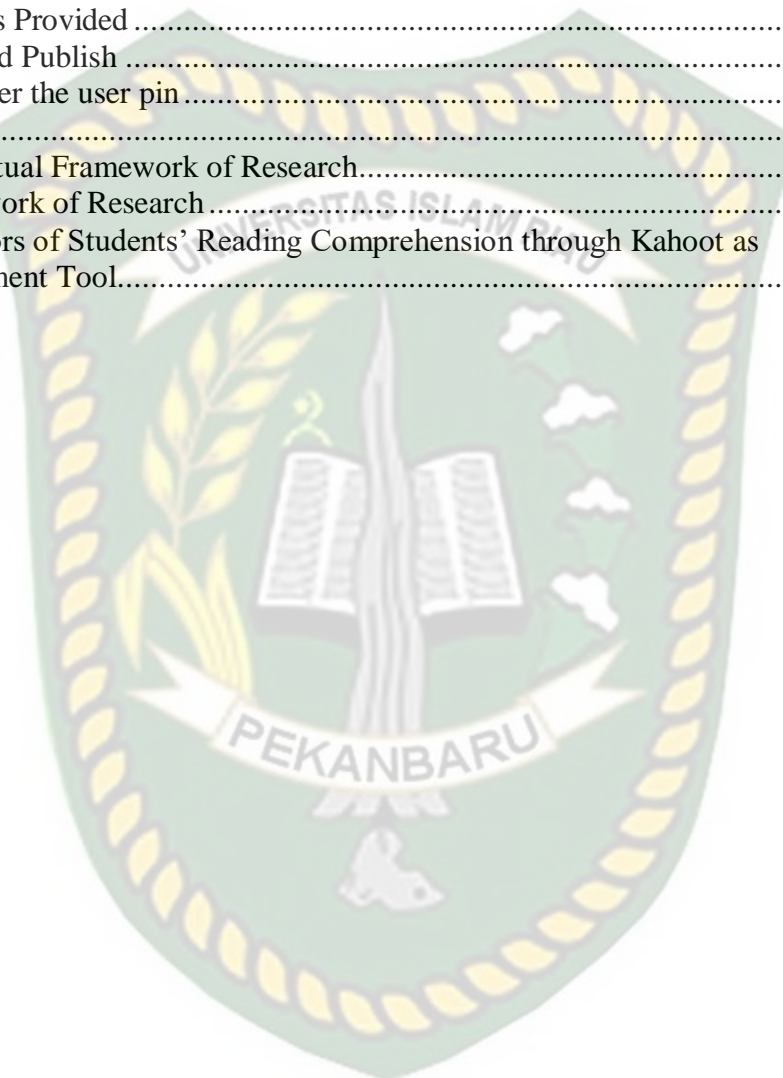 s Provided ........................................................................................
d Publish ........................................................................................
er the user pin ........................................................................................
........................................................................................
tual Framework of Research........................................................................................
work of Research ........................................................................................
ors of Students’ Reading Comprehension through Kahoot as
ment Tool........................................................................................
UNIVERSITAS ISLAM RIAU
PEKANBARU